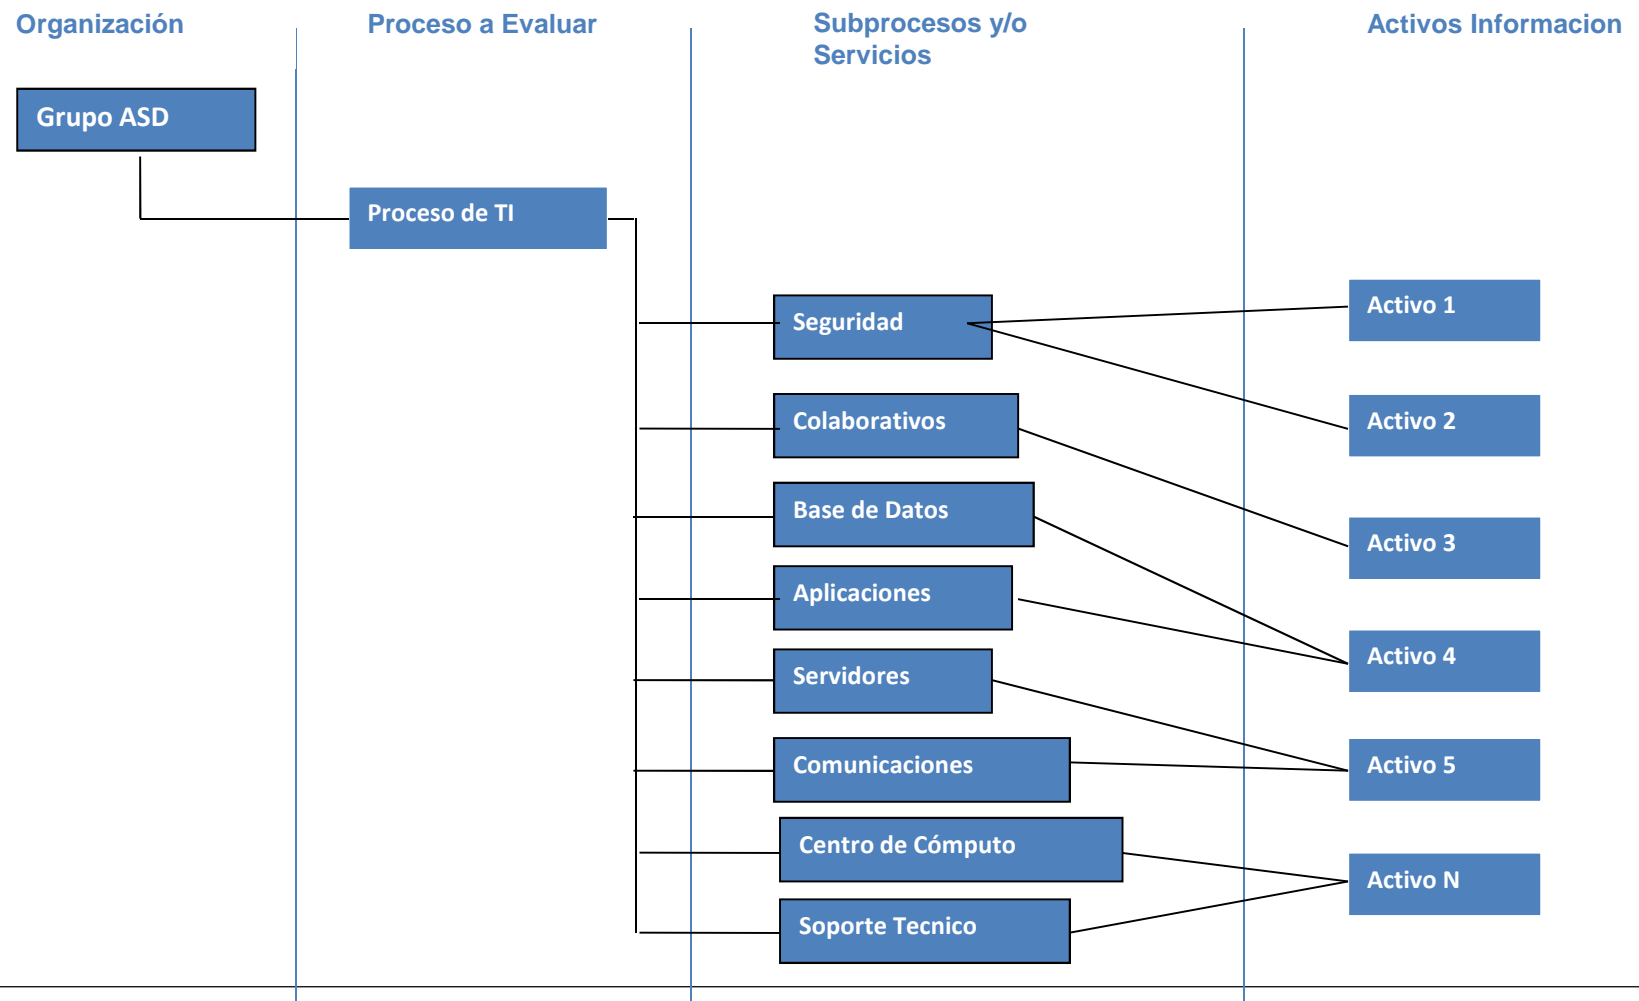 Organización
Proceso a Evaluar
Subprocesos y/o
Servicios
Activos Informacion
Grupo ASD
Proceso de TI
Seguridad
Colaborativos
Base de Datos
Aplicaciones
Servidores
Comunicaciones
Centro de Cómputo
Soporte Tecnico
Activo 1
Activo 2
Activo 3
Activo 4
Activo 5
Activo N